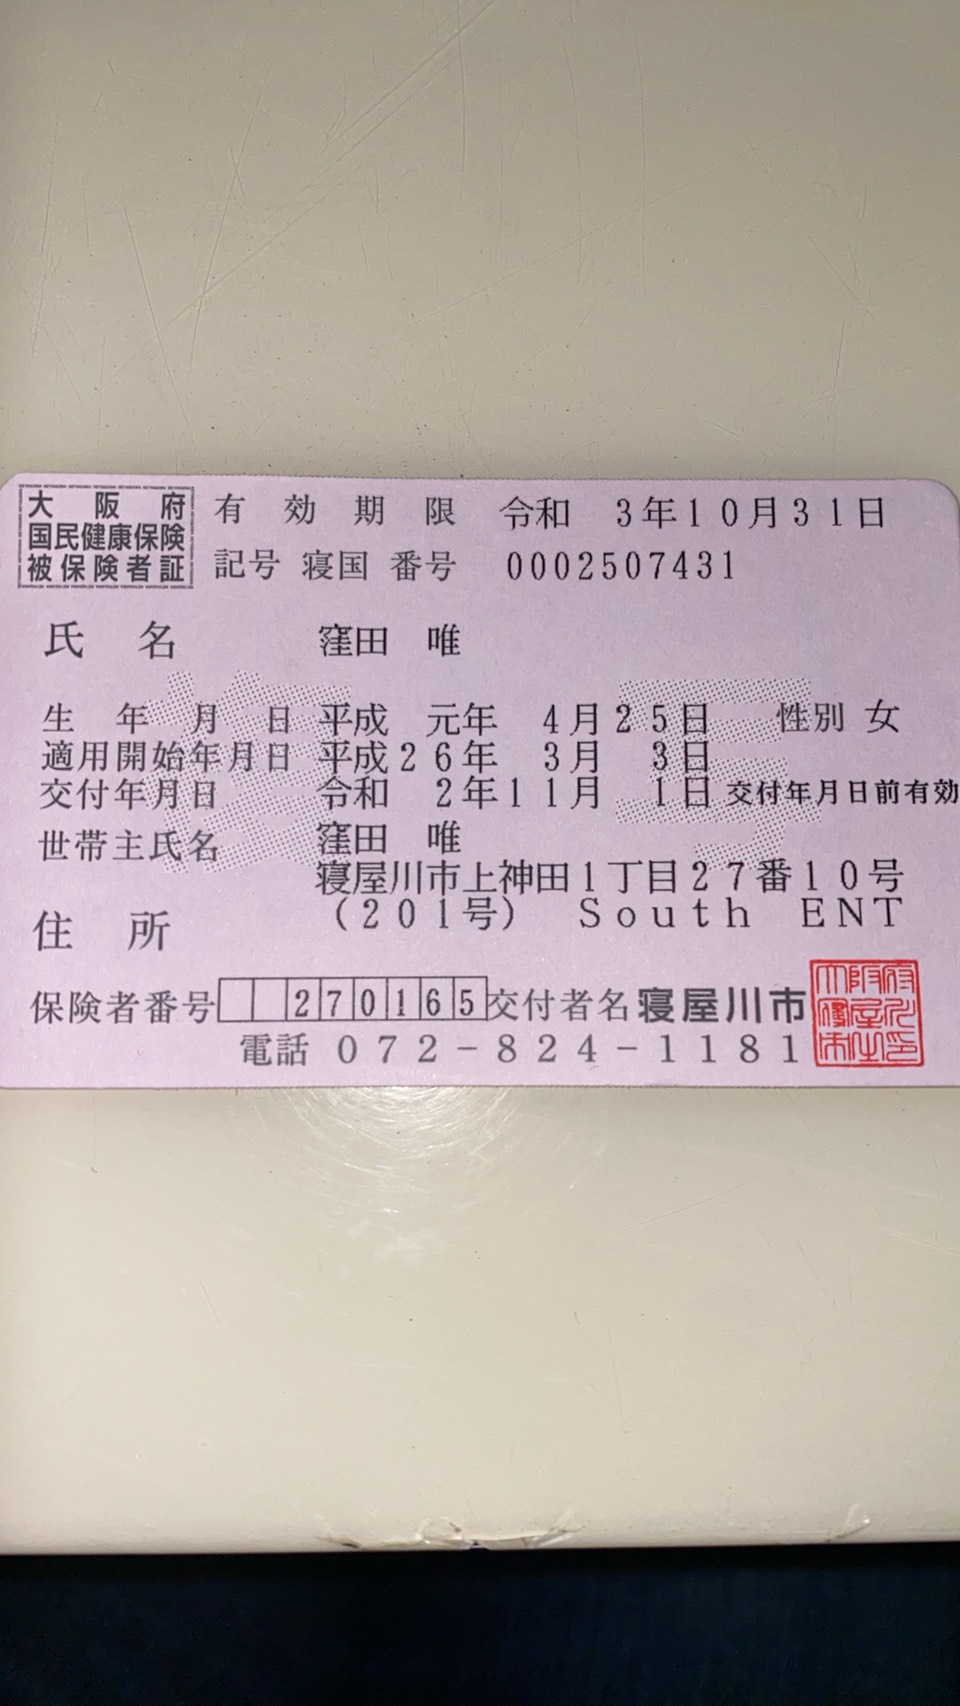 大阪府
国民健康保険
被保険者証
有効期限 令和 3年10月31日
記号 寝国 番号 0002507431
氏名 窪田 唯
生年月日 平成 元年 4月25日 性別 女
適用開始年月日 平成26年 3月 3日
交付年月日 令和 2年11月 1日 交付年月日前有効
世帯主氏名 窪田 唯
住所 寝屋川市上神田1丁目27番10号
(201号) South ENT
保険者番号 270165 交付者名 寝屋川市
電話 072-824-1181
複写